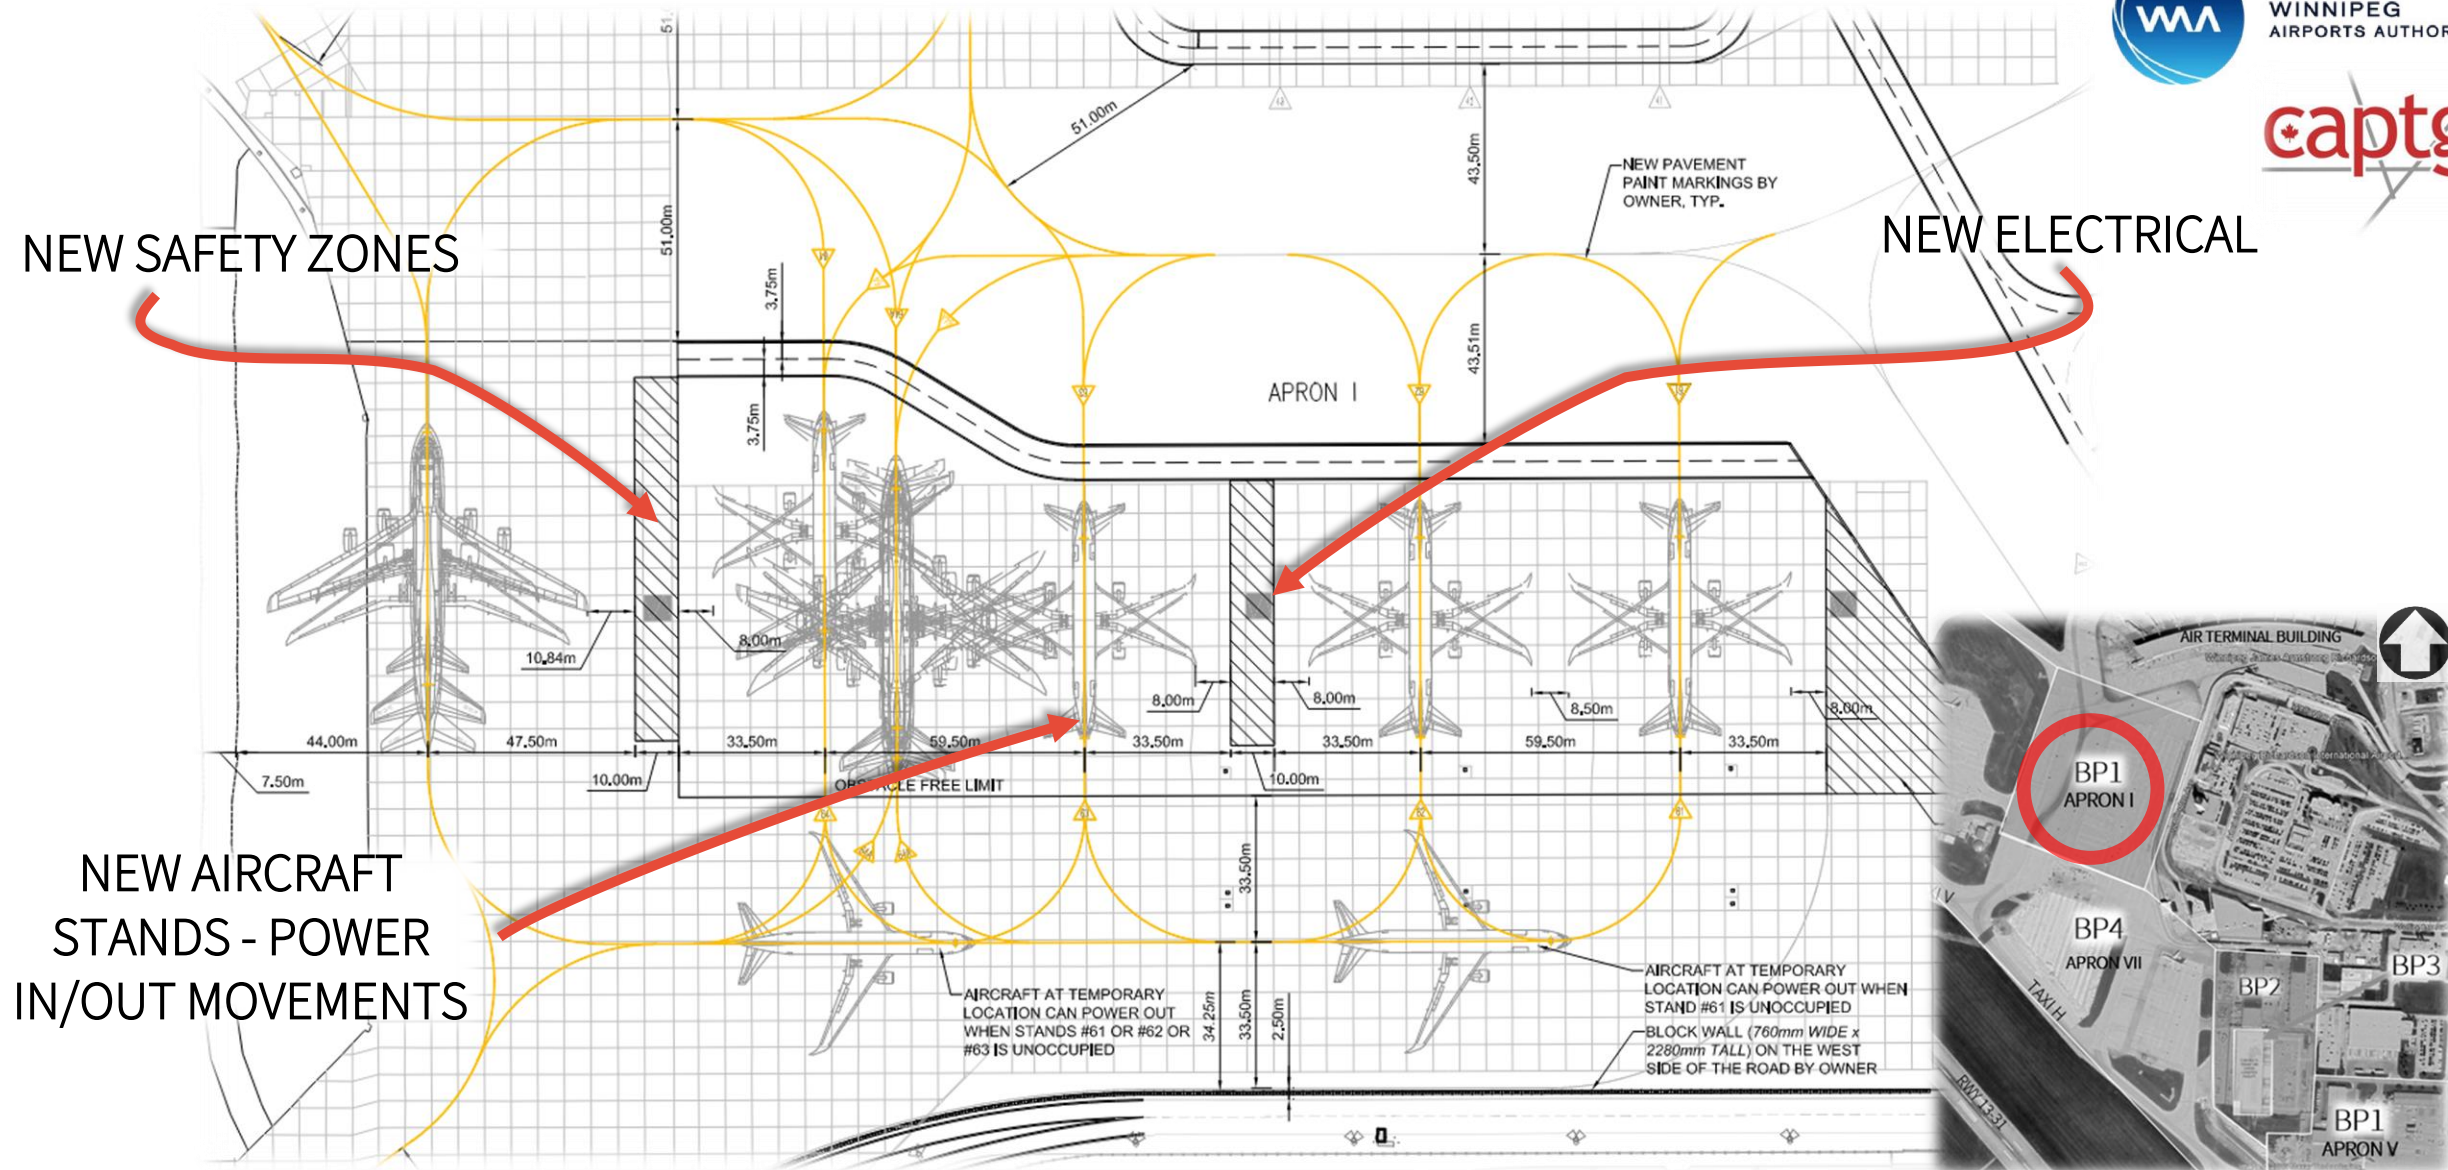 WINNIPEG
AIRPORTS AUTHOR
captg
51.00m
43.50m
NEW PAVEMENT
PAINT MARKINGS BY
OWNER, TYP.
NEW SAFETY ZONES
51.00m
NEW ELECTRICAL
3.75m
43.51m
APRON I
3.75m
10.84m
8.00m
8.00m
8.00m
8.50m
8.00m
44.00m
47.50m
33.50m
59.50m
33.50m
33.50m
59.50m
33.50m
7.50m
10.00m
OBSTACLE FREE LIMIT
10.00m
NEW AIRCRAFT
STANDS - POWER
IN/OUT MOVEMENTS
33.50m
34.25m
33.50m
2.50m
AIRCRAFT AT TEMPORARY
LOCATION CAN POWER OUT
WHEN STANDS #61 OR #62 OR
#63 IS UNOCCUPIED
AIRCRAFT AT TEMPORARY
LOCATION CAN POWER OUT WHEN
STAND #61 IS UNOCCUPIED
BLOCK WALL (760mm WIDE x
2280mm TALL) ON THE WEST
SIDE OF THE ROAD BY OWNER
AIR TERMINAL BUILDING
BP1
APRON I
BP4
APRON VII
BP3
BP2
TAXI H
RWY 13-31
BP1
APRON V